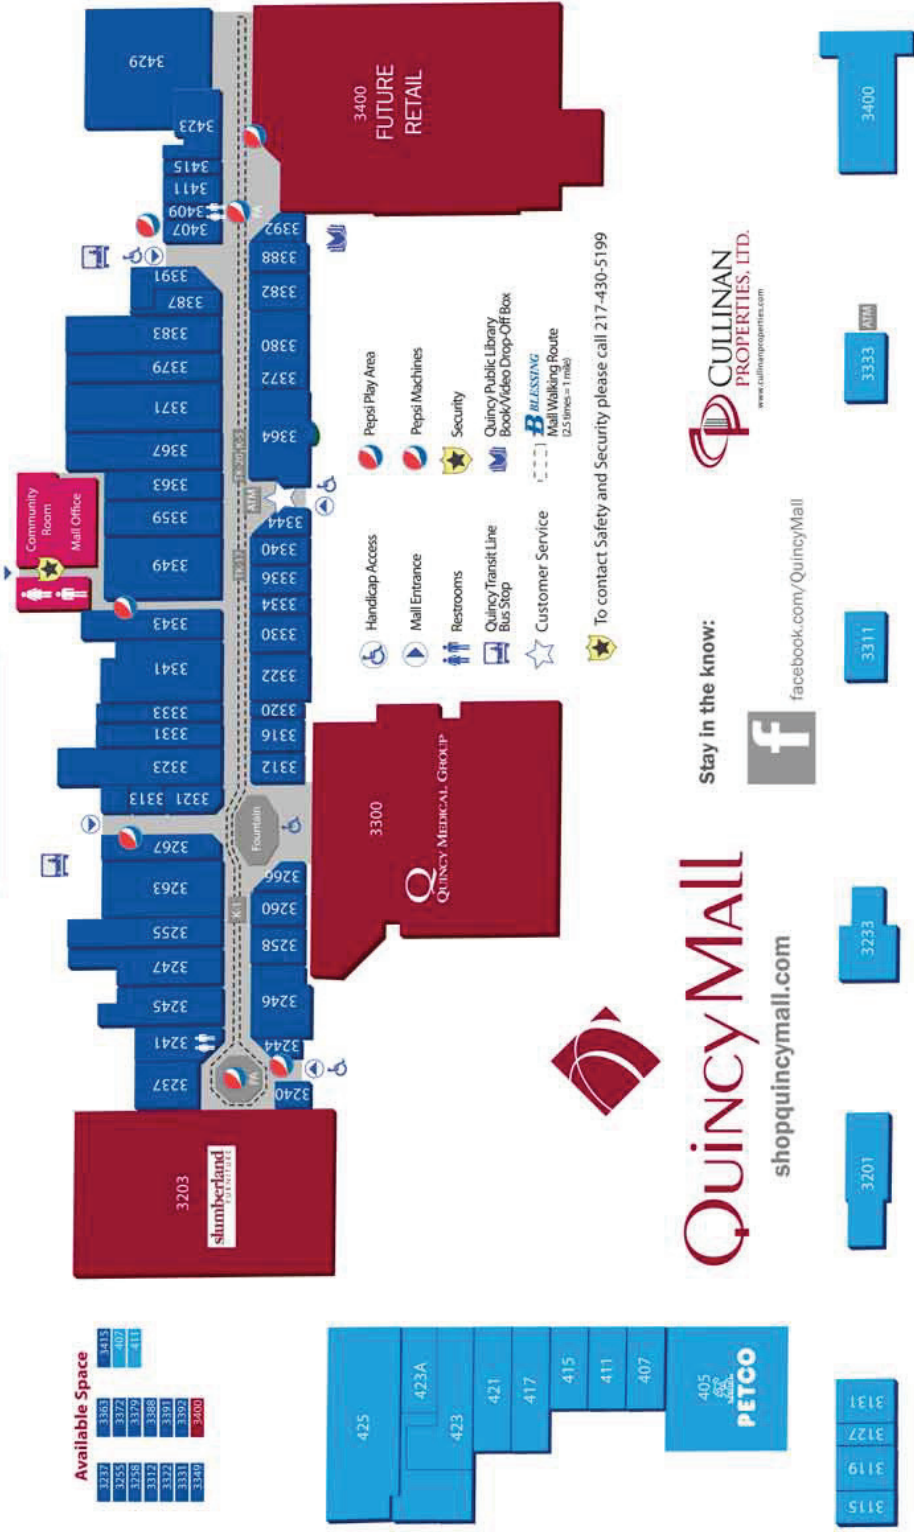 Available Space
3237
3255
3258
3312
3322
3331
3349
3363
3372
3379
3388
3391
3392
3400
3415
407
411
3203
slumberland
FURNITURE
3237
3241
3245
3247
3255
3263
3267
3313
3321
3323
3331
3333
3341
3343
3349
3359
3363
3367
3371
3379
3383
3387
3391
3407
3409
3411
3415
3423
3429
Community
Room
Mall Office
PA
K-1
Fountain
ATM
PA
3240
3244
3246
3258
3260
3266
3312
3316
3320
3322
3330
3334
3336
3340
3344
3364
3372
3380
3382
3388
3392
3300
Q
QUINCY MEDICAL GROUP
3400
FUTURE
RETAIL
Handicap Access
Mall Entrance
Restrooms
Quincy Transit Line
Bus Stop
Customer Service
Pepsi Play Area
Pepsi Machines
Security
Quincy Public Library
Book/Video Drop-Off Box
B BLESSING
Mall Walking Route
(2.5 times = 1 mile)
To contact Safety and Security please call 217-430-5199
425
423A
423
421
417
415
411
407
405
PETCO
QUINCY MALL
shopquincymall.com
Stay in the know:
f
facebook.com/QuincyMall
CULLINAN
PROPERTIES, LTD.
www.cullinanproperties.com
3115
3119
3127
3131
3201
3233
3311
3333
ATM
3400